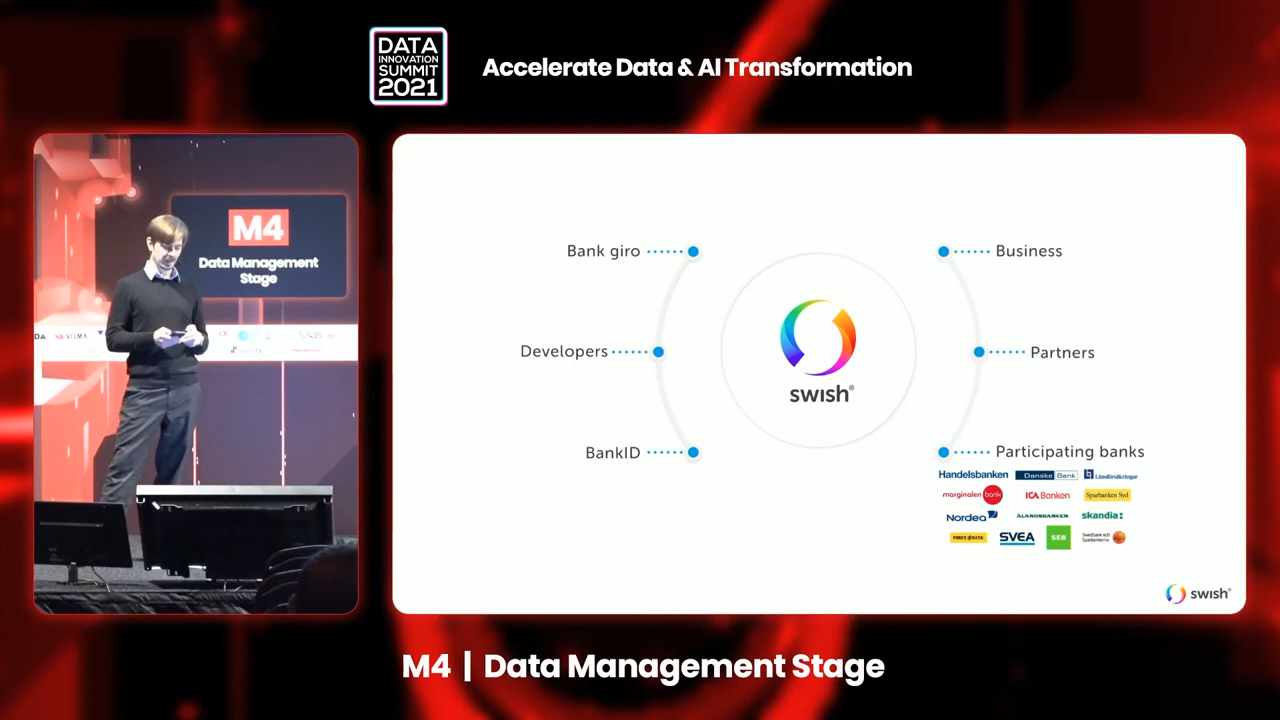 DATA
INNOVATION
SUMMIT
2021
Accelerate Data & AI Transformation
M4
Data Management
Stage
VISMA
Bank giro
Developers
BankID
swish®
Business
Partners
Participating banks
Handelsbanken
Danske Bank
Länsförsäkringar
marginalen bank
ICA Banken
Sparbanken Syd
Nordea
ÅLANDSBANKEN
skandia:
SVEA
SEB
Swedbank och
Sparbankerna
swish®
M4 | Data Management Stage